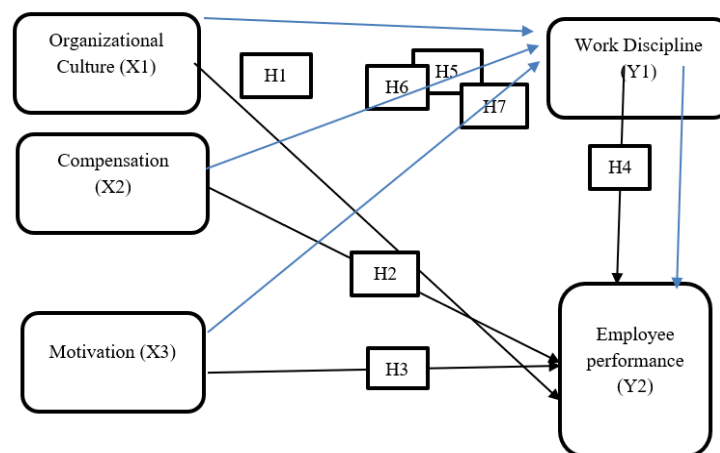 Organizational
Culture (X1)
H1
H5
H6
H7
Work Discipline
(Y1)
Compensation
(X2)
H4
H2
Motivation (X3)
H3
Employee
performance
(Y2)